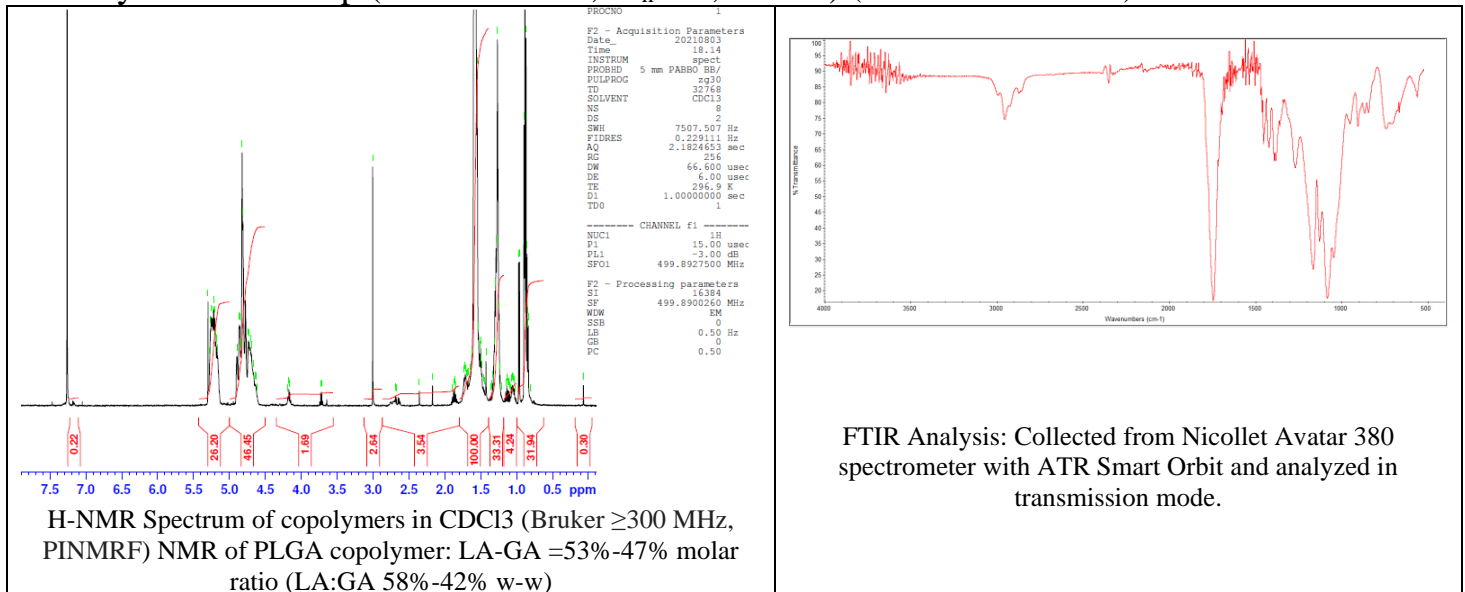 PROCNO 1
F2 - Acquisition Parameters
Date_ 20210803
Time 18.14
INSTRUM spect
PROBHD 5 mm PABBO BB/
PULPROG zg30
TD 32768
SOLVENT CDCl3
NS 8
DS 2
SWH 7507.507 Hz
FIDRES 0.229111 Hz
AQ 2.1824653 sec
RG 256
DW 66.600 usec
DE 6.00 usec
TE 296.9 K
D1 1.00000000 sec
TD0 1
======== CHANNEL f1 ========
NUC1 1H
P1 15.00 usec
PL1 -3.00 dB
SFO1 499.8927500 MHz
F2 - Processing parameters
SI 16384
SF 499.8900260 MHz
WDW EM
SSB 0
LB 0.50 Hz
GB 0
PC 0.50
0.22 26.20 46.45 1.69 2.64 3.54 100.00 33.31 4.24 31.94 0.30
7.5 7.0 6.5 6.0 5.5 5.0 4.5 4.0 3.5 3.0 2.5 2.0 1.5 1.0 0.5 ppm
H-NMR Spectrum of copolymers in CDCl3 (Bruker ≥300 MHz,
PINMRF) NMR of PLGA copolymer: LA-GA =53%-47% molar
ratio (LA:GA 58%-42% w-w)
% Transmittance
100
95
90
85
80
75
70
65
60
55
50
45
40
35
30
25
20
4000 3500 3000 2500 2000 1500 1000 500
Wavenumbers (cm-1)
FTIR Analysis: Collected from Nicollet Avatar 380
spectrometer with ATR Smart Orbit and analyzed in
transmission mode.